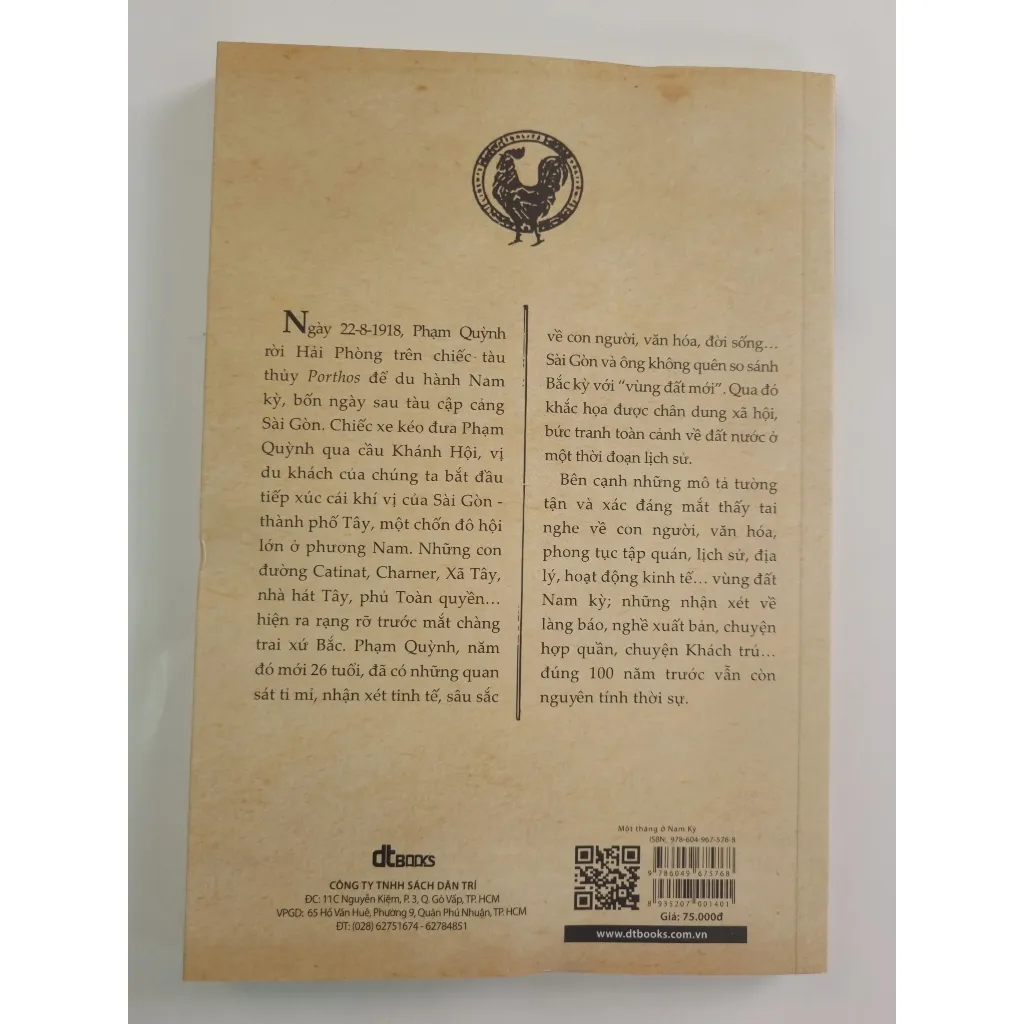 Ngày 22-8-1918, Phạm Quỳnh
rời Hải Phòng trên chiếc tàu
thủy Porthos để du hành Nam
kỳ, bốn ngày sau tàu cập cảng
Sài Gòn. Chiếc xe kéo đưa Phạm
Quỳnh qua cầu Khánh Hội, vị
du khách của chúng ta bắt đầu
tiếp xúc cái khí vị của Sài Gòn -
thành phố Tây, một chốn đô hội
lớn ở phương Nam. Những con
đường Catinat, Charner, Xã Tây,
nhà hát Tây, phủ Toàn quyền…
hiện ra rạng rỡ trước mắt chàng
trai xứ Bắc. Phạm Quỳnh, năm
đó mới 26 tuổi, đã có những quan
sát tỉ mỉ, nhận xét tinh tế, sâu sắc
về con người, văn hóa, đời sống…
Sài Gòn và ông không quên so sánh
Bắc kỳ với “vùng đất mới”. Qua đó
khắc họa được chân dung xã hội,
bức tranh toàn cảnh về đất nước ở
một thời đoạn lịch sử.
Bên cạnh những mô tả tường
tận và xác đáng mắt thấy tai
nghe về con người, văn hóa,
phong tục tập quán, lịch sử, địa
lý, hoạt động kinh tế… vùng đất
Nam kỳ; những nhận xét về
làng báo, nghề xuất bản, chuyện
hợp quần, chuyện Khách trú…
đúng 100 năm trước vẫn còn
nguyên tính thời sự.
dtBOOKS
CÔNG TY TNHH SÁCH DÂN TRÍ
ĐC: 11C Nguyễn Kiệm, P. 3, Q. Gò Vấp, TP. HCM
VPGD: 65 Hồ Văn Huê, Phường 9, Quận Phú Nhuận, TP. HCM
ĐT: (028) 62751674 - 62784851
Một tháng ở Nam Kỳ
ISBN: 978-604-967-578-8
9 786049 675768
8 935207 001401
Giá: 75.000đ
www.dtbooks.com.vn